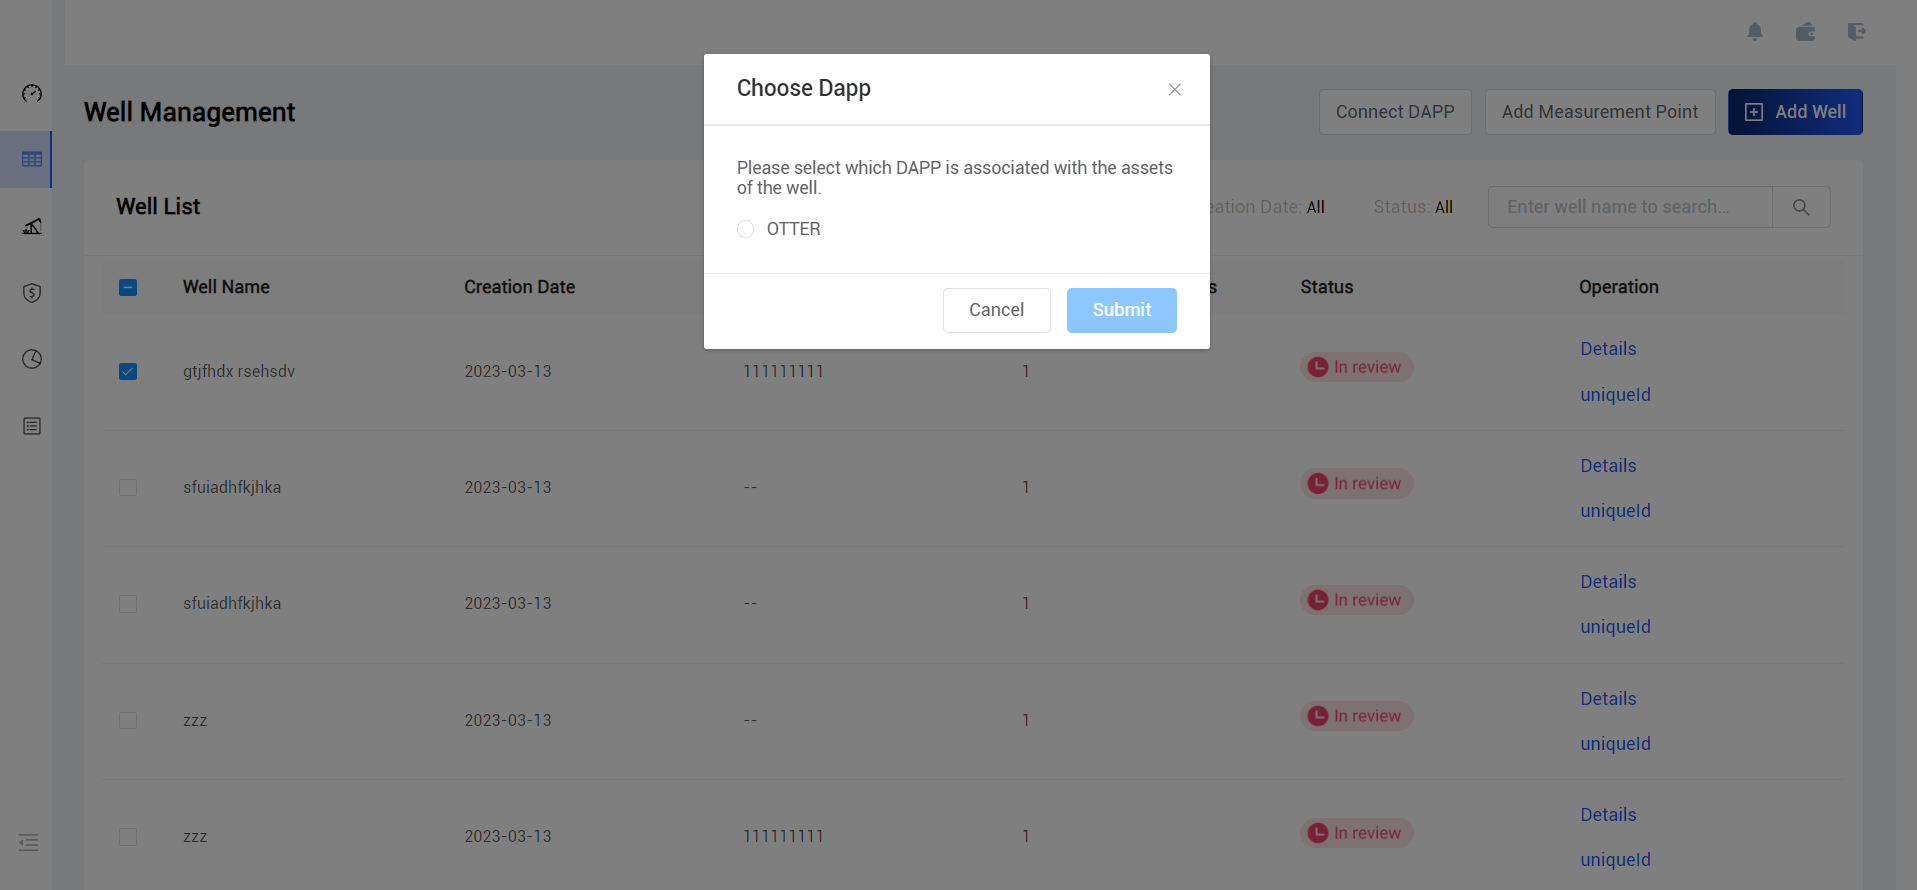 Choose Dapp
Well Management
Connect DAPP
Add Measurement Point
Add Well
Please select which DAPP is associated with the assets
of the well.
OTTER
Cancel
Submit
Well List
eation Date: All
Status: All
Enter well name to search...
Well Name
Creation Date
s
Status
Operation
gtjfhdx rsehsdv
2023-03-13
111111111
1
In review
Details
uniqueId
sfuiadhfkjhka
2023-03-13
--
1
In review
Details
uniqueId
sfuiadhfkjhka
2023-03-13
--
1
In review
Details
uniqueId
zzz
2023-03-13
--
1
In review
Details
uniqueId
zzz
2023-03-13
111111111
1
In review
Details
uniqueId